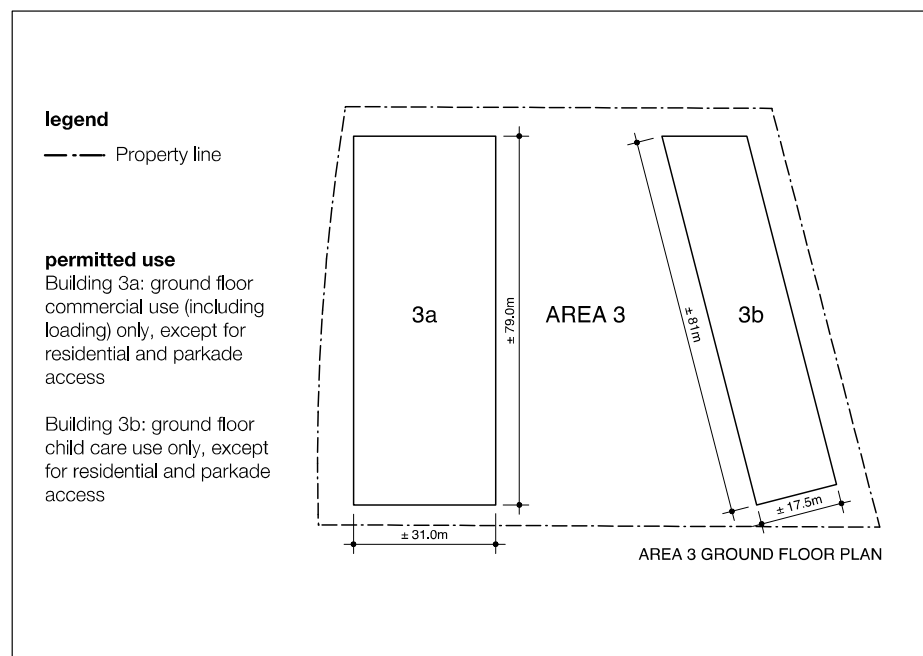 legend
Property line
permitted use
Building 3a: ground floor
commercial use (including
loading) only, except for
residential and parkade
access
Building 3b: ground floor
child care use only, except
for residential and parkade
access
3a
± 79.0m
AREA 3
± 81m
3b
± 31.0m
± 17.5m
AREA 3 GROUND FLOOR PLAN